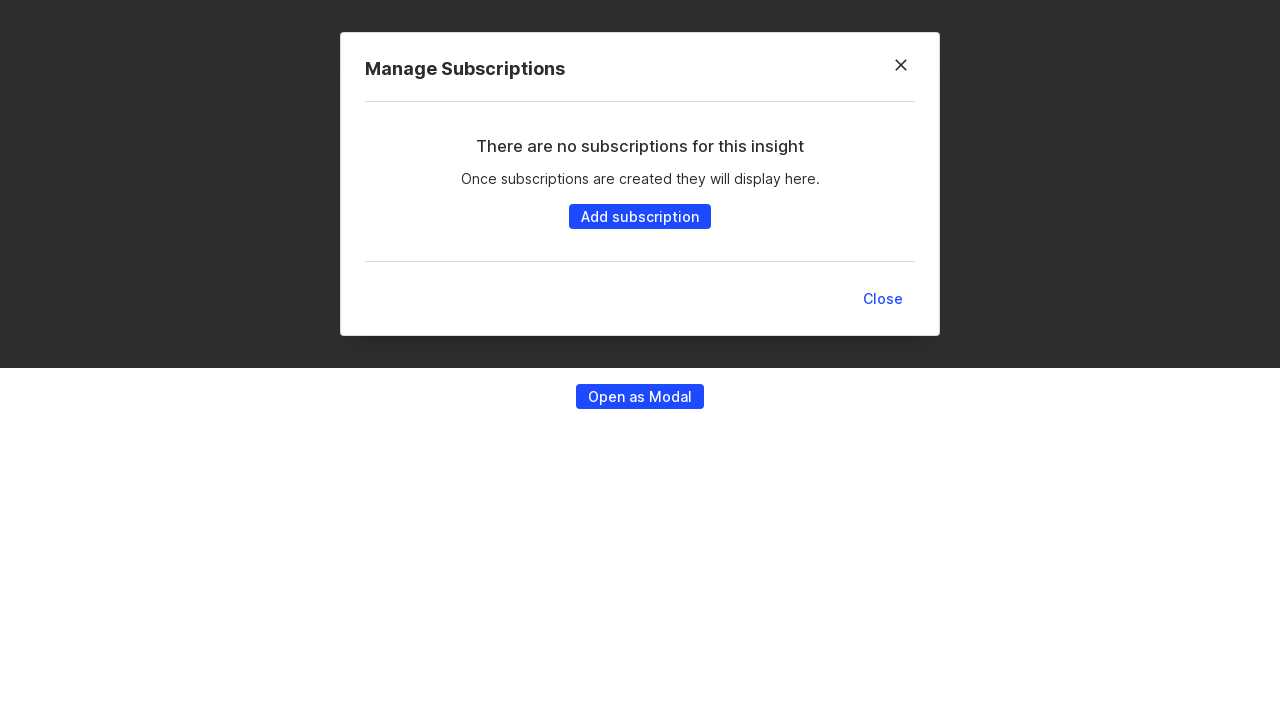 Manage Subscriptions
There are no subscriptions for this insight
Once subscriptions are created they will display here.
Add subscription
Close
Open as Modal